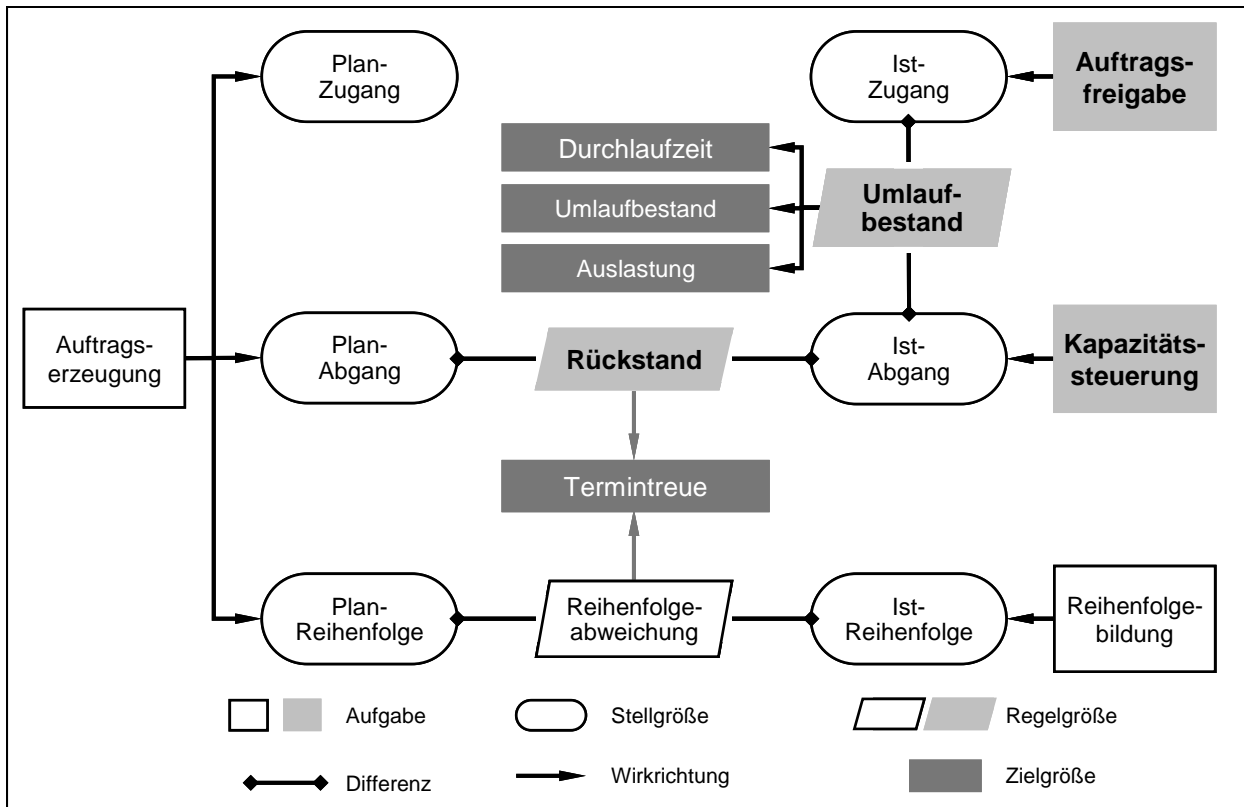 Plan-
Zugang
Ist-
Zugang
Auftrags-
freigabe
Durchlaufzeit
Umlaufbestand
Auslastung
Umlauf-
bestand
Auftrags-
erzeugung
Plan-
Abgang
Rückstand
Ist-
Abgang
Kapazitäts-
steuerung
Termintreue
Plan-
Reihenfolge
Reihenfolge-
abweichung
Ist-
Reihenfolge
Reihenfolge-
bildung
Aufgabe
Stellgröße
Regelgröße
Differenz
Wirkrichtung
Zielgröße